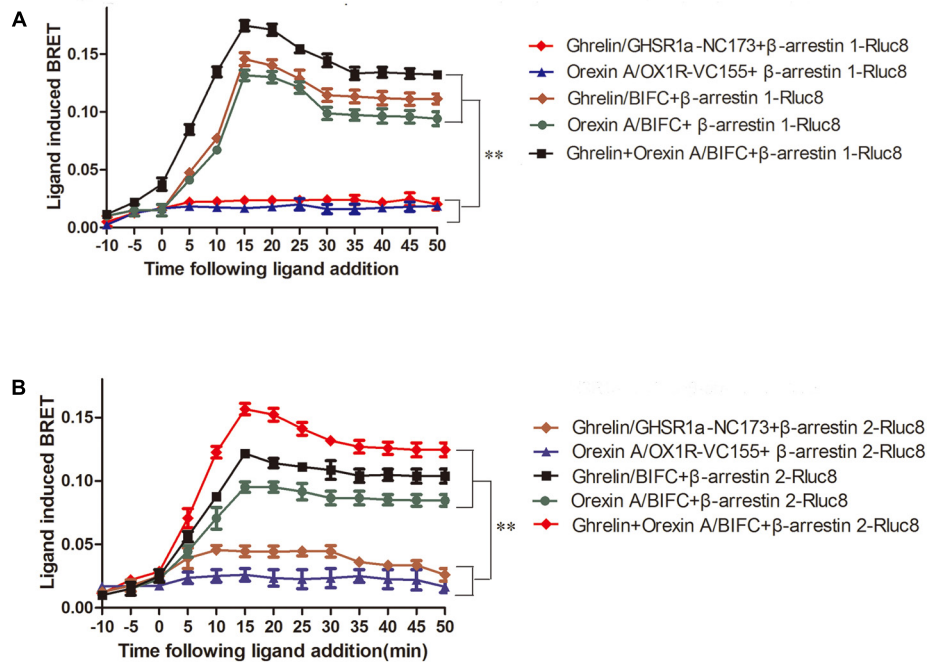 A
Ligand induced BRET
0.15
0.10
0.05
0.00
-10 -5 0 5 10 15 20 25 30 35 40 45 50
Time following ligand addition
**
Ghrelin/GHSR1a-NC173+β-arrestin 1-Rluc8
Orexin A/OX1R-VC155+ β-arrestin 1-Rluc8
Ghrelin/BIFC+β-arrestin 1-Rluc8
Orexin A/BIFC+ β-arrestin 1-Rluc8
Ghrelin+Orexin A/BIFC+β-arrestin 1-Rluc8
B
Ligand induced BRET
0.15
0.10
0.05
0.00
-10 -5 0 5 10 15 20 25 30 35 40 45 50
Time following ligand addition(min)
**
Ghrelin/GHSR1a-NC173+β-arrestin 2-Rluc8
Orexin A/OX1R-VC155+ β-arrestin 2-Rluc8
Ghrelin/BIFC+β-arrestin 2-Rluc8
Orexin A/BIFC+β-arrestin 2-Rluc8
Ghrelin+Orexin A/BIFC+β-arrestin 2-Rluc8